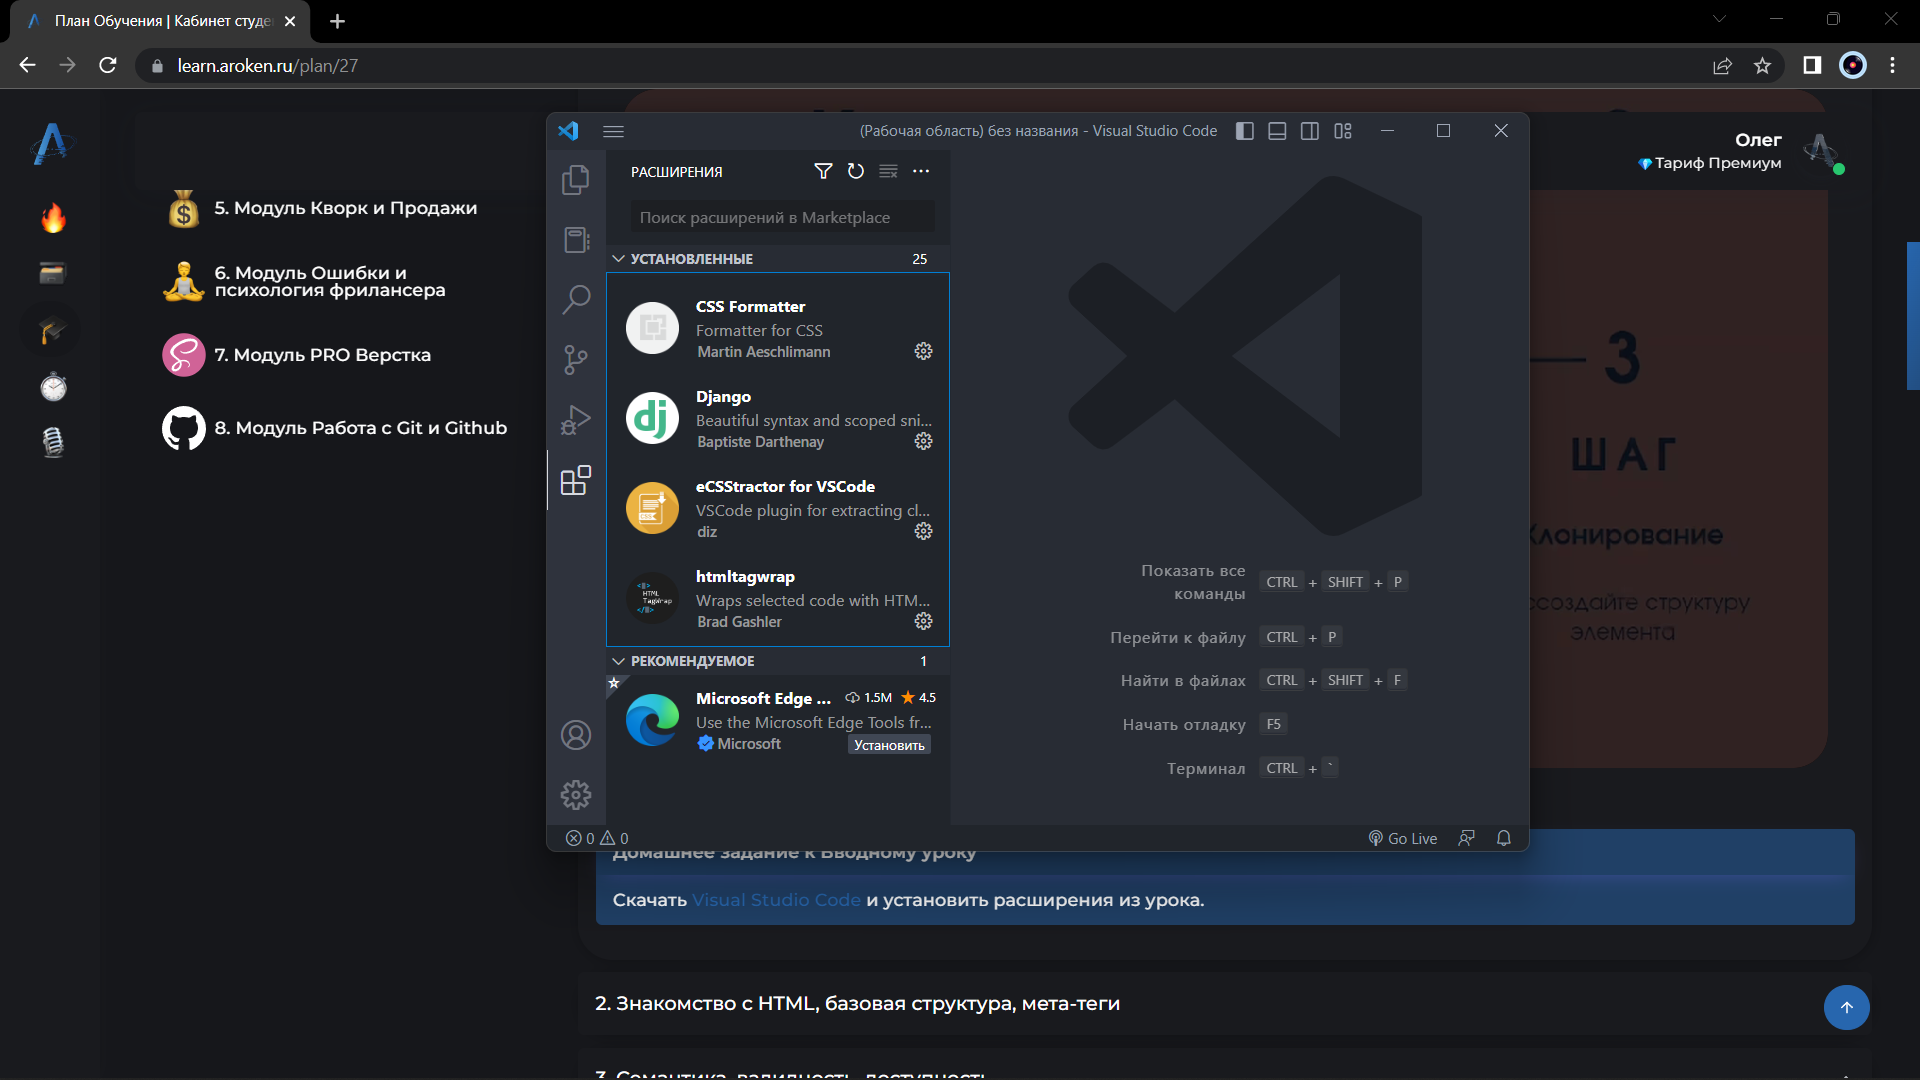 План Обучения | Кабинет студе
learn.aroken.ru/plan/27
Олег
Тариф Премиум
5. Модуль Кворк и Продажи
6. Модуль Ошибки и
психология фрилансера
7. Модуль PRO Верстка
8. Модуль Работа с Git и Github
(Рабочая область) без названия - Visual Studio Code
РАСШИРЕНИЯ
Поиск расширений в Marketplace
УСТАНОВЛЕННЫЕ 25
CSS Formatter
Formatter for CSS
Martin Aeschlimann
Django
Beautiful syntax and scoped sni...
Baptiste Darthenay
eCSStractor for VSCode
VSCode plugin for extracting cl...
diz
htmltagwrap
Wraps selected code with HTM...
Brad Gashler
РЕКОМЕНДУЕМОЕ 1
Microsoft Edge ... 1.5M 4.5
Use the Microsoft Edge Tools fr...
Microsoft Установить
Показать все
команды CTRL + SHIFT + P
Перейти к файлу CTRL + P
Найти в файлах CTRL + SHIFT + F
Начать отладку F5
Терминал CTRL + `
0 0 Go Live
3
ШАГ
Клонирование
ссоздайте структуру
элемента
Домашнее задание к Вводному уроку
Скачать Visual Studio Code и установить расширения из урока.
2. Знакомство с HTML, базовая структура, мета-теги
3. Семантика, валидность, доступность